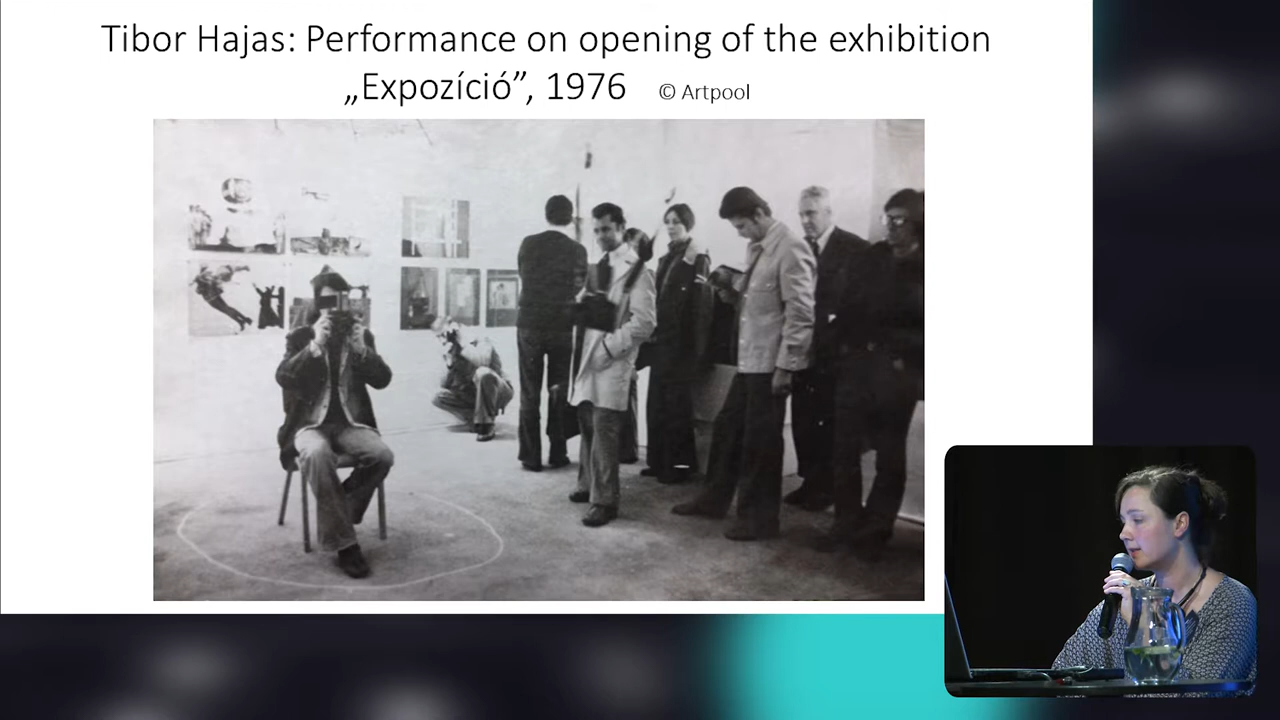 Tibor Hajas: Performance on opening of the exhibition
„Expozíció”, 1976 © Artpool